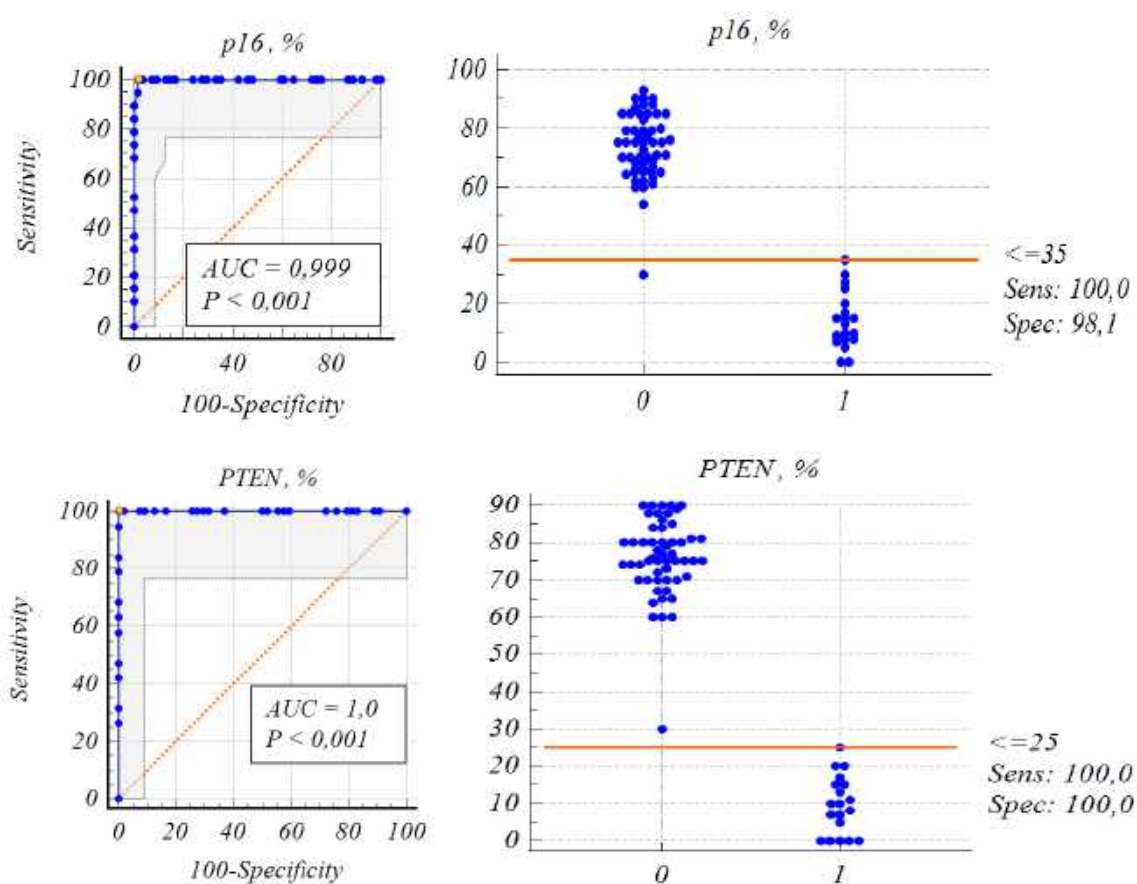 p16, %
100
80
60
40
20
0
Sensitivity
AUC = 0,999
P < 0,001
0 40 80
100-Specificity
p16, %
100
80
60
40
20
0
0 1
<=35
Sens: 100,0
Spec: 98,1
PTEN, %
100
80
60
40
20
0
Sensitivity
AUC = 1,0
P < 0,001
0 20 40 60 80 100
100-Specificity
PTEN, %
90
80
70
60
50
40
30
20
10
0
0 1
<=25
Sens: 100,0
Spec: 100,0